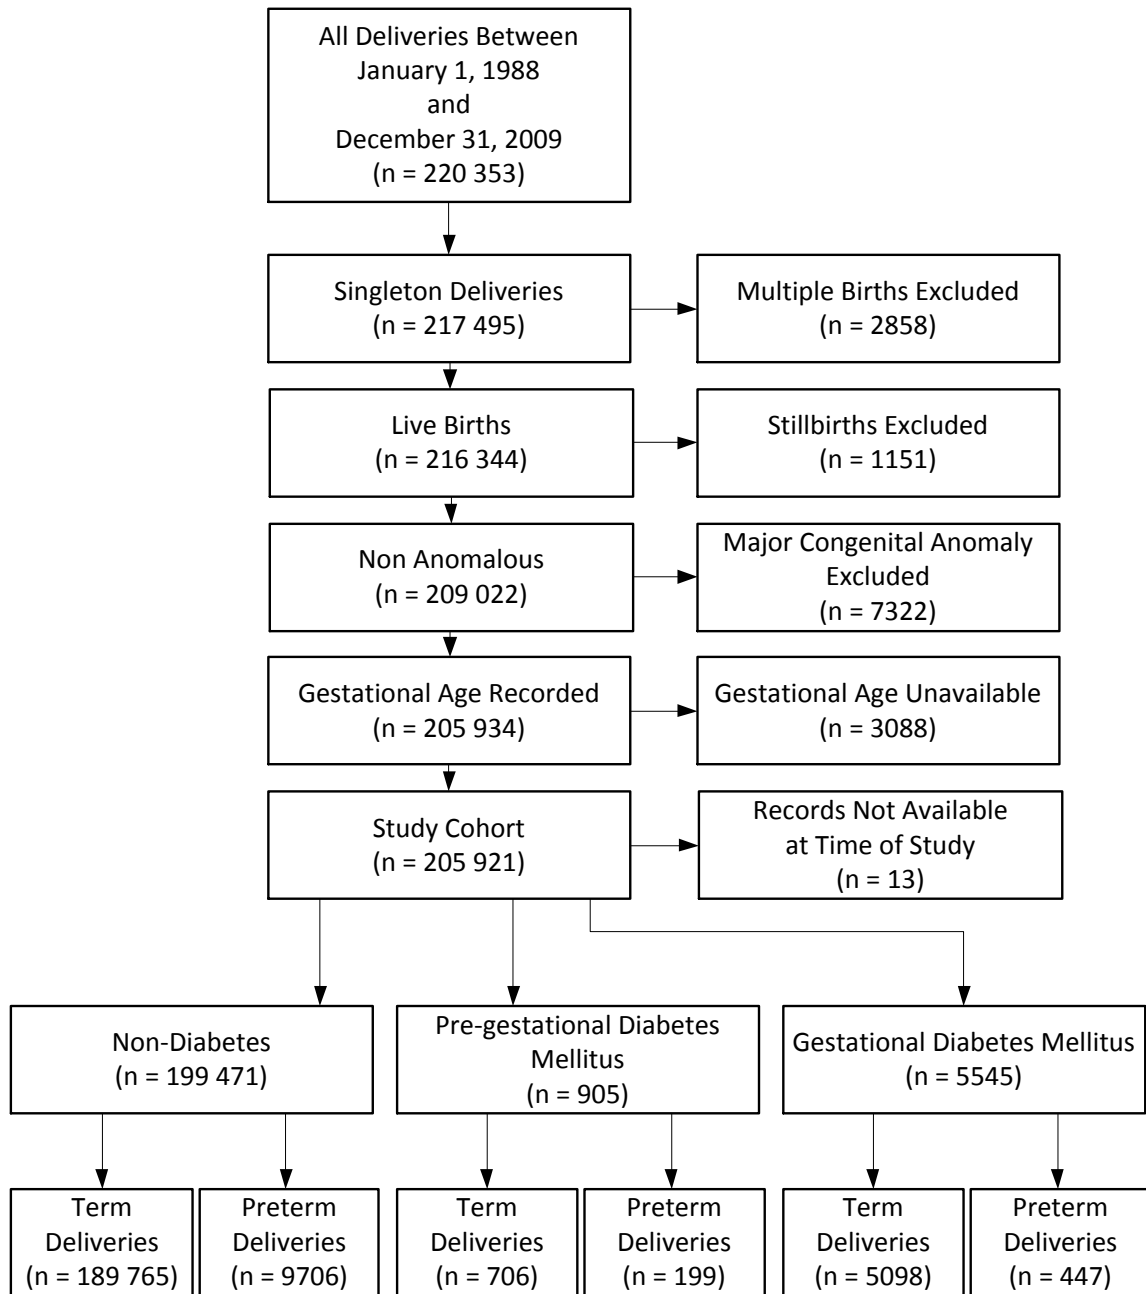 All Deliveries Between
January 1, 1988
and
December 31, 2009
(n = 220 353)
Singleton Deliveries
(n = 217 495)
Multiple Births Excluded
(n = 2858)
Live Births
(n = 216 344)
Stillbirths Excluded
(n = 1151)
Non Anomalous
(n = 209 022)
Major Congenital Anomaly
Excluded
(n = 7322)
Gestational Age Recorded
(n = 205 934)
Gestational Age Unavailable
(n = 3088)
Study Cohort
(n = 205 921)
Records Not Available
at Time of Study
(n = 13)
Non-Diabetes
(n = 199 471)
Pre-gestational Diabetes
Mellitus
(n = 905)
Gestational Diabetes Mellitus
(n = 5545)
Term
Deliveries
(n = 189 765)
Preterm
Deliveries
(n = 9706)
Term
Deliveries
(n = 706)
Preterm
Deliveries
(n = 199)
Term
Deliveries
(n = 5098)
Preterm
Deliveries
(n = 447)